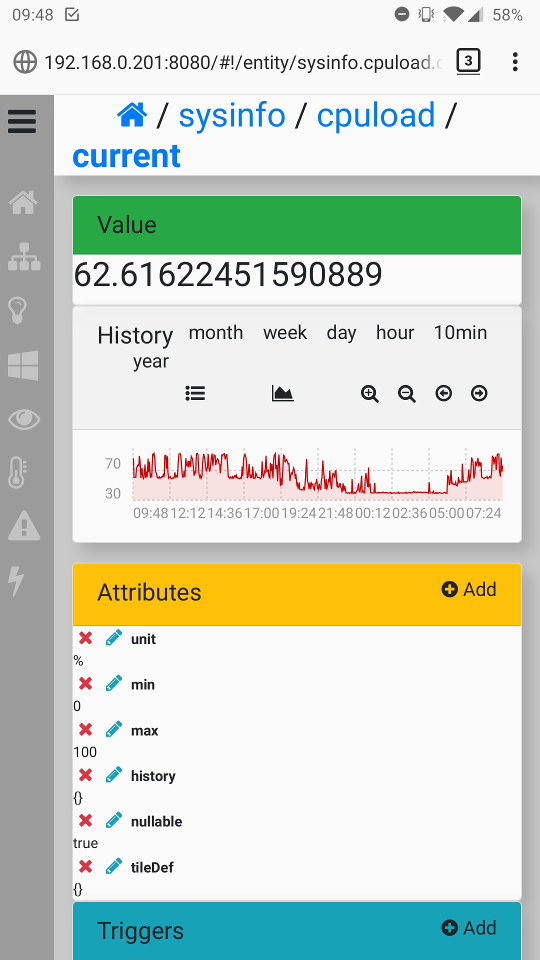 09:48 58%
192.168.0.201:8080/#!/entity/sysinfo.cpuload. 3
/ sysinfo / cpuload /
current
Value
62.61622451590889
History month week day hour 10min
year
70
30
09:48 12:12 14:36 17:00 19:24 21:48 00:12 02:36 05:00 07:24
Attributes Add
unit
%
min
0
max
100
history
{}
nullable
true
tileDef
{}
Triggers Add